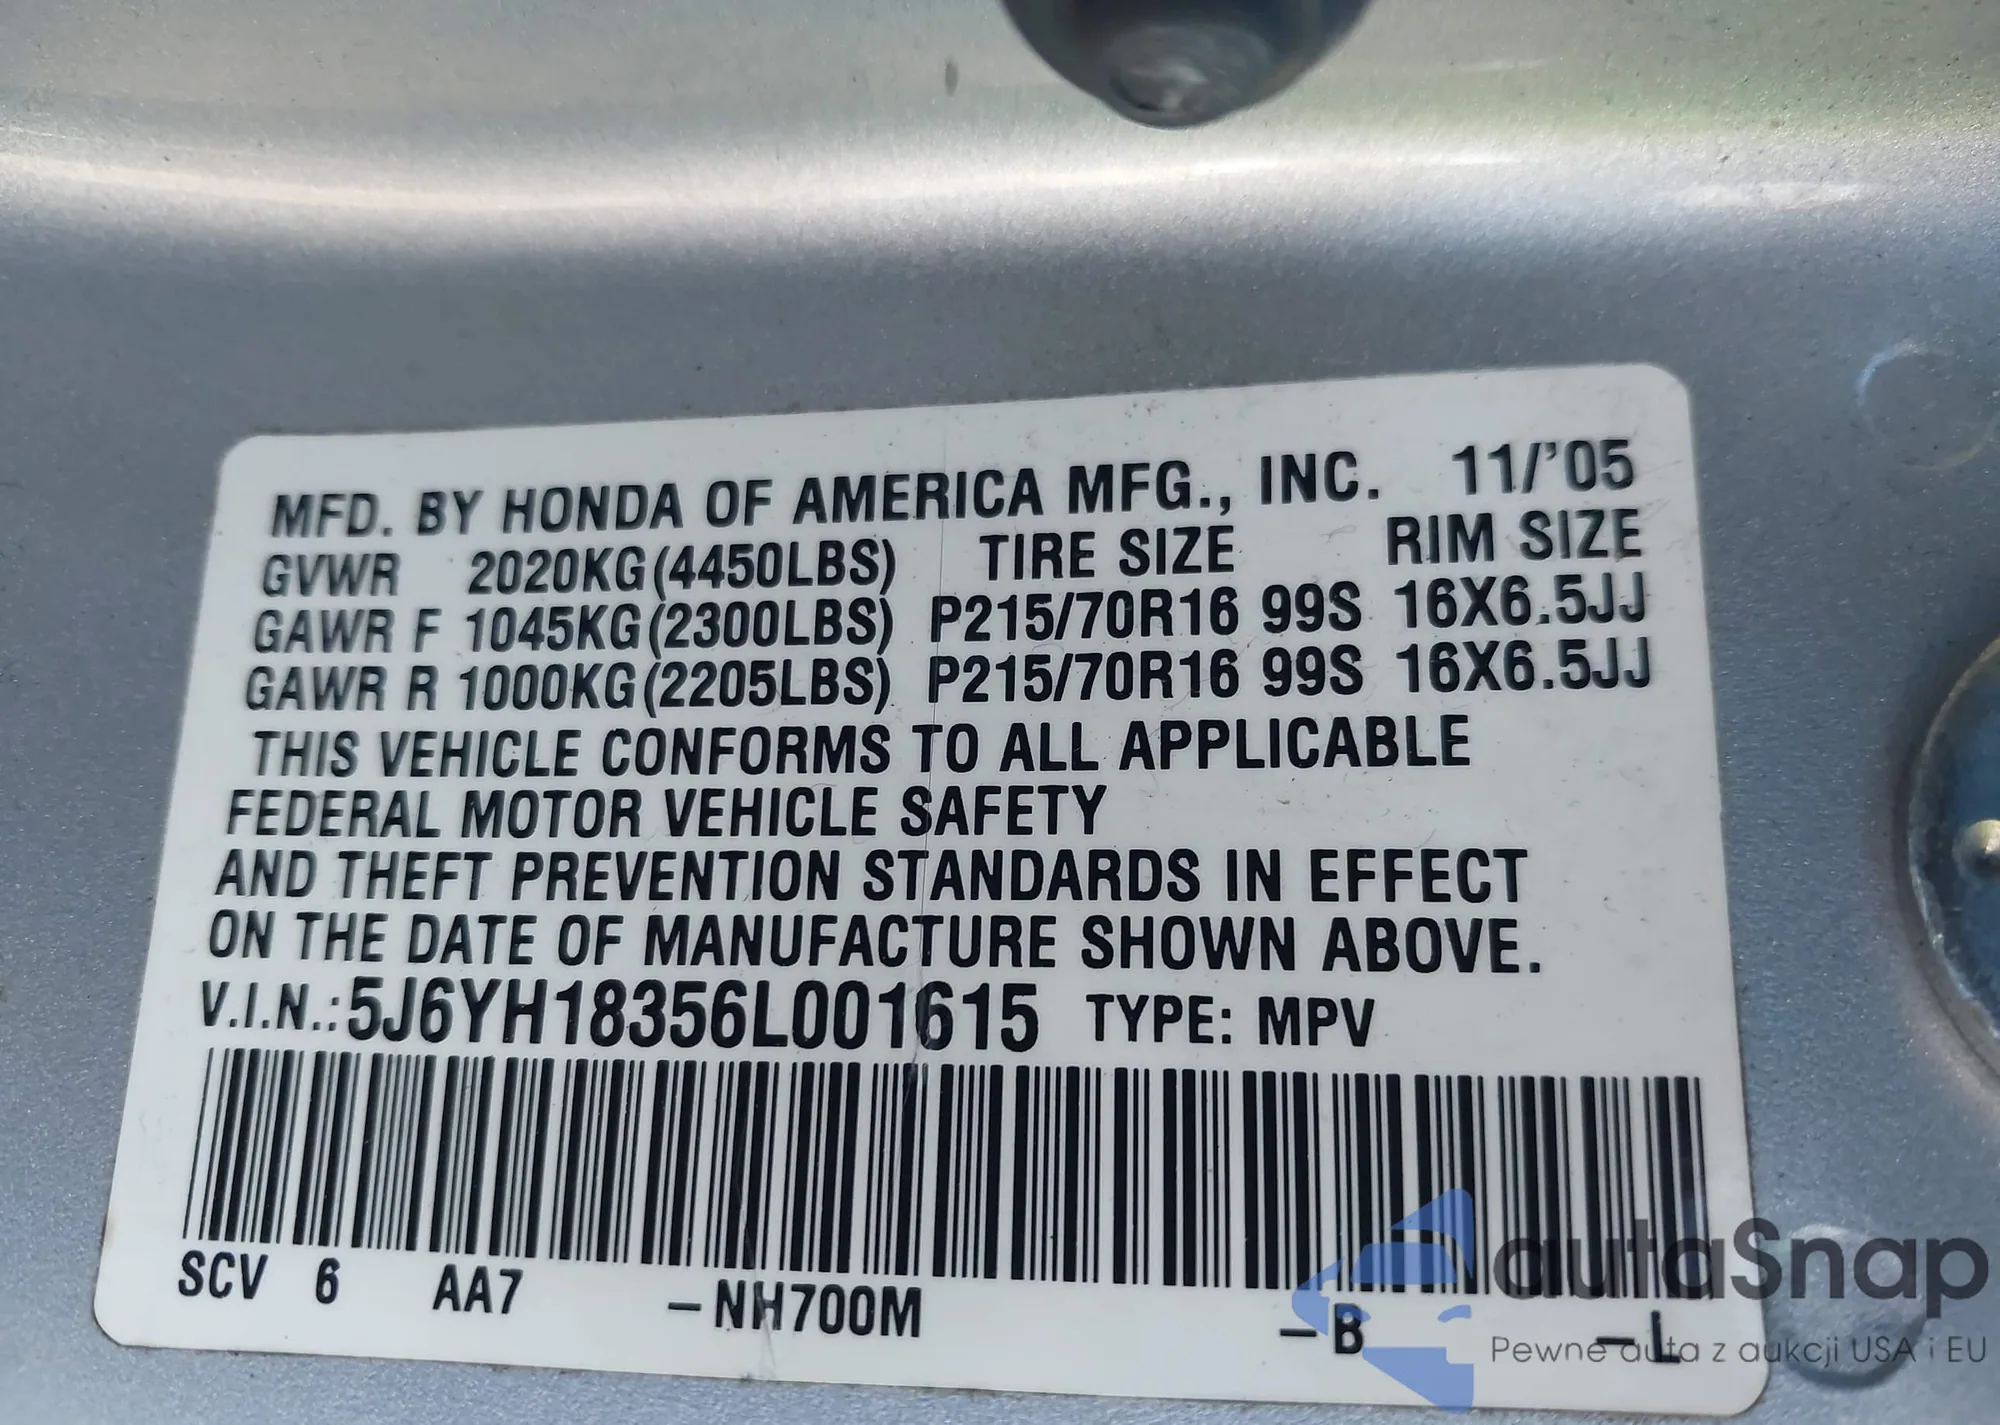 MFD. BY HONDA OF AMERICA MFG., INC. 11/'05
GVWR 2020KG(4450LBS) TIRE SIZE RIM SIZE
GAWR F 1045KG(2300LBS) P215/70R16 99S 16X6.5JJ
GAWR R 1000KG(2205LBS) P215/70R16 99S 16X6.5JJ
THIS VEHICLE CONFORMS TO ALL APPLICABLE
FEDERAL MOTOR VEHICLE SAFETY
AND THEFT PREVENTION STANDARDS IN EFFECT
ON THE DATE OF MANUFACTURE SHOWN ABOVE.
V.I.N.:5J6YH18356L001615 TYPE: MPV
SCV 6 AA7 –NH700M –B –L
autaSnap
Pewne auta z aukcji USA i EU